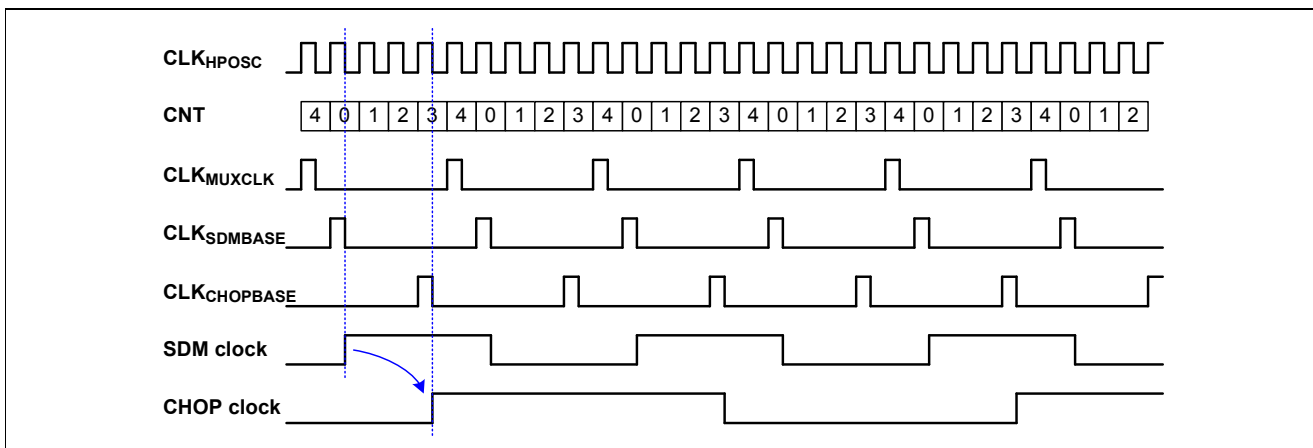 CLKHPOSC
CNT 4 0 1 2 3 4 0 1 2 3 4 0 1 2 3 4 0 1 2 3 4 0 1 2 3 4 0 1 2
CLKMUXCLK
CLKSDMBASE
CLKCHOPBASE
SDM clock
CHOP clock